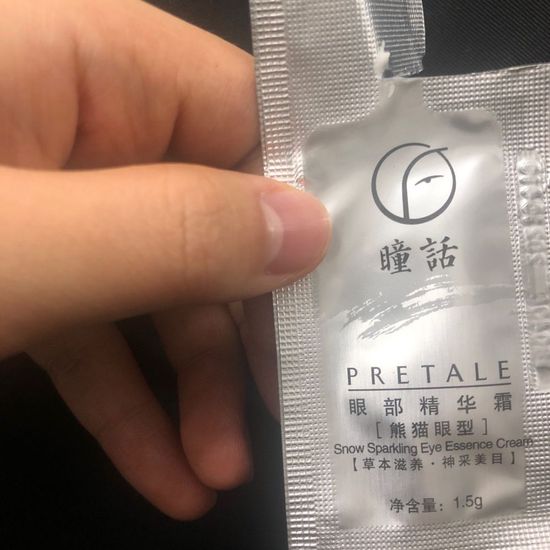 瞳話
PRETALE
眼部精华霜
[熊猫眼型]
Snow Sparkling Eye Essence Cream
【草本滋养·神采美目】
净含量: 1.5g